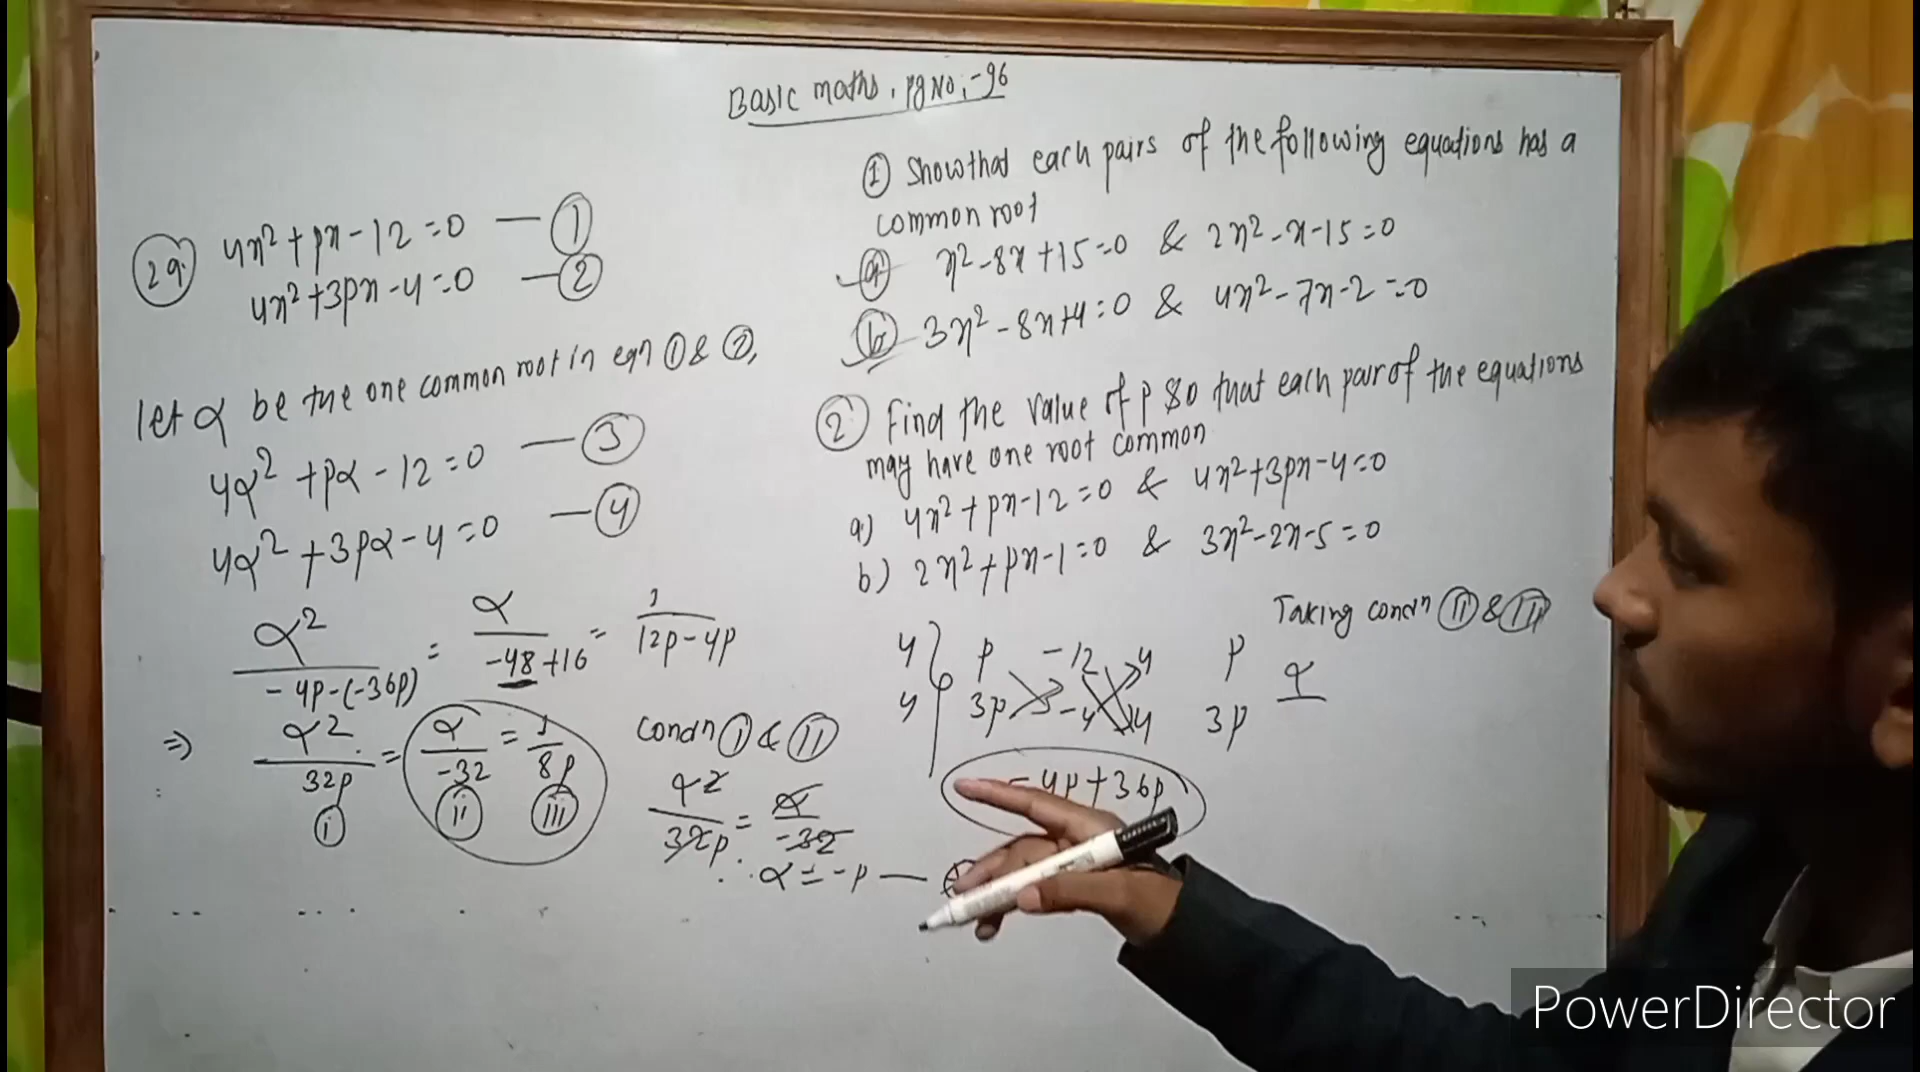 Basic maths, Pg No:-96
① Show that each pairs of the following equations has a
common root
ⓐ x²-8x+15=0 & 2x²-x-15=0
ⓑ 3x²-8x+4=0 & 4x²-7x-2=0
② Find the value of p so that each pair of the equations
may have one root common
a) 4x²+px-12=0 & 4x²+3px-4=0
b) 2x²+px-1=0 & 3x²-2x-5=0
2a. 4x²+px-12=0 — ①
4x²+3px-4=0 — ②
let α be the one common root in eqn ① & ②,
4α²+pα-12=0 — ③
4α²+3pα-4=0 — ④
α²/(-4p-(-36p)) = α/(-48+16) = 1/(12p-4p)
⇒ α²/32p = α/-32 = 1/8p
ⓘ ⓘⓘ ⓘⓘⓘ
condn ⓘ & ⓘⓘ
α²/32p = α/-32
∴ α = -p —
4 p -12 4 p
4 3p -4 4 3p
-4p+36p
Taking condn ⓘⓘ & ⓘⓘⓘ
α
PowerDirector